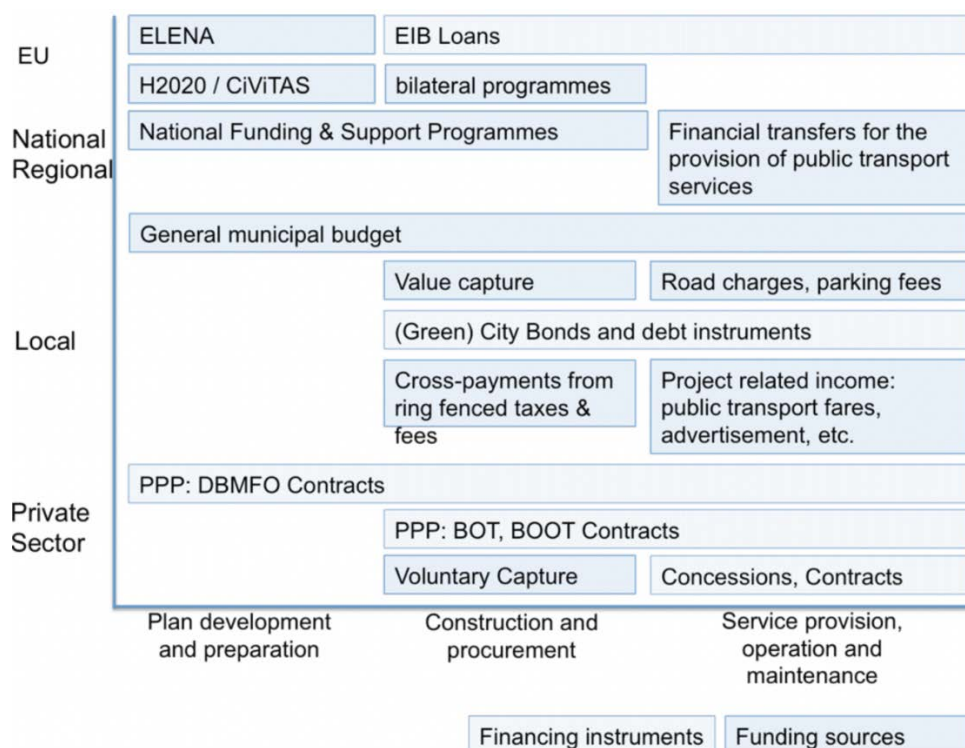 EU
ELENA
EIB Loans
H2020 / CiViTAS
bilateral programmes
National
Regional
National Funding & Support Programmes
Financial transfers for the
provision of public transport
services
General municipal budget
Value capture
Road charges, parking fees
Local
(Green) City Bonds and debt instruments
Cross-payments from
ring fenced taxes &
fees
Project related income:
public transport fares,
advertisement, etc.
Private
Sector
PPP: DBMFO Contracts
PPP: BOT, BOOT Contracts
Voluntary Capture
Concessions, Contracts
Plan development
and preparation
Construction and
procurement
Service provision,
operation and
maintenance
Financing instruments
Funding sources